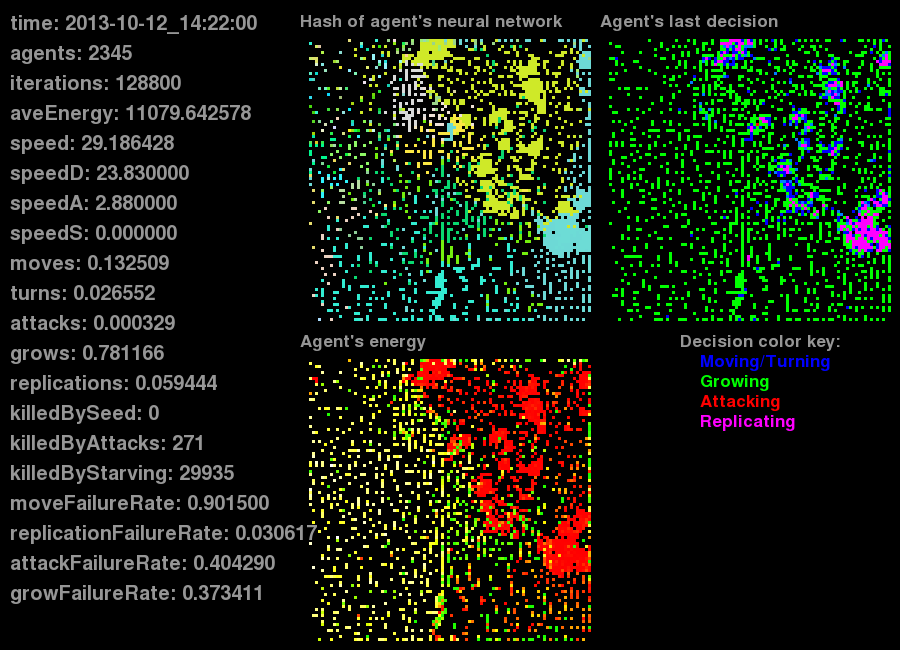 time: 2013-10-12_14:22:00
agents: 2345
iterations: 128800
aveEnergy: 11079.642578
speed: 29.186428
speedD: 23.830000
speedA: 2.880000
speedS: 0.000000
moves: 0.132509
turns: 0.026552
attacks: 0.000329
grows: 0.781166
replications: 0.059444
killedBySeed: 0
killedByAttacks: 271
killedByStarving: 29935
moveFailureRate: 0.901500
replicationFailureRate: 0.030617
attackFailureRate: 0.404290
growFailureRate: 0.373411
Hash of agent's neural network
Agent's last decision
Agent's energy
Decision color key:
Moving/Turning
Growing
Attacking
Replicating